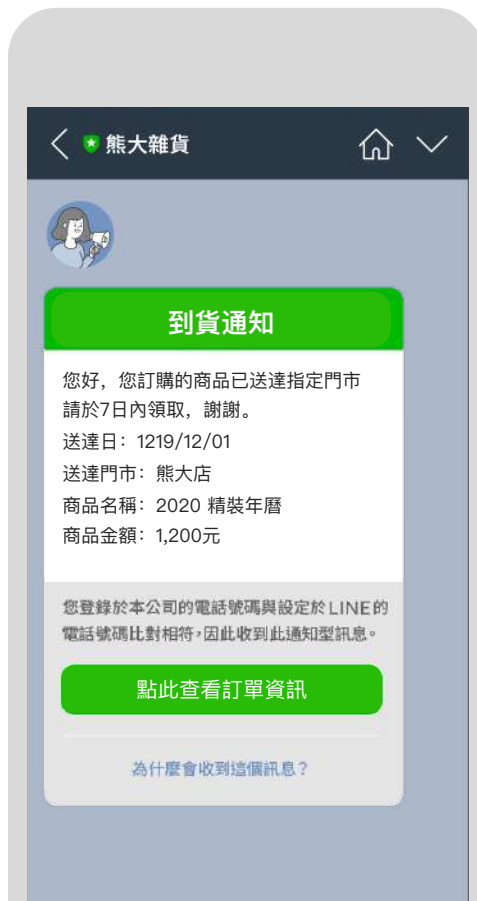 熊大雜貨
到貨通知
您好，您訂購的商品已送達指定門市
請於7日內領取，謝謝。
送達日：1219/12/01
送達門市：熊大店
商品名稱：2020 精裝年曆
商品金額：1,200元
您登錄於本公司的電話號碼與設定於LINE的
電話號碼比對相符，因此收到此通知型訊息。
點此查看訂單資訊
為什麼會收到這個訊息？